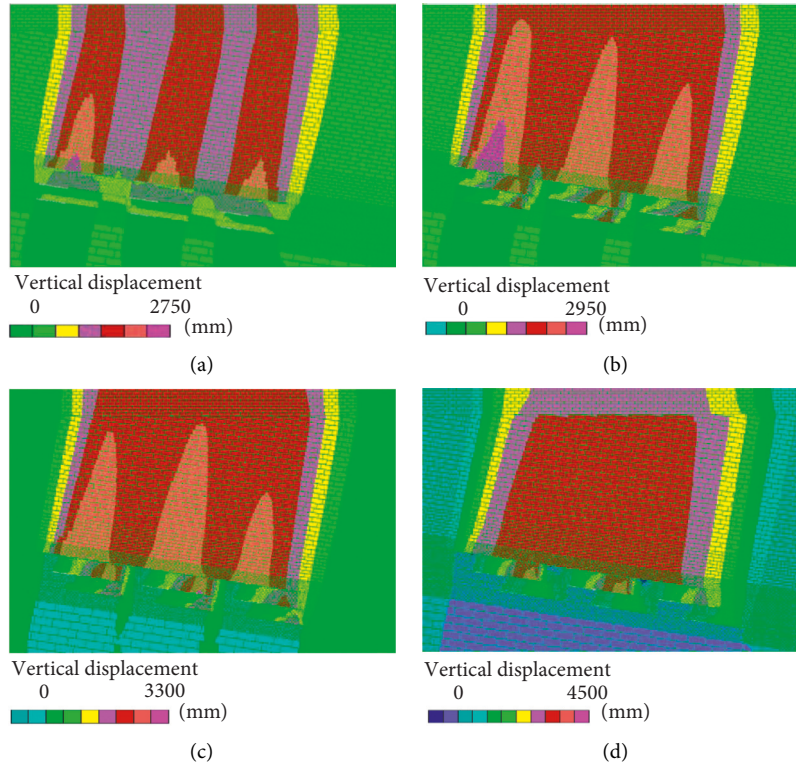 Vertical displacement
0 2750
(mm)
(a)
Vertical displacement
0 2950
(mm)
(b)
Vertical displacement
0 3300
(mm)
(c)
Vertical displacement
0 4500
(mm)
(d)